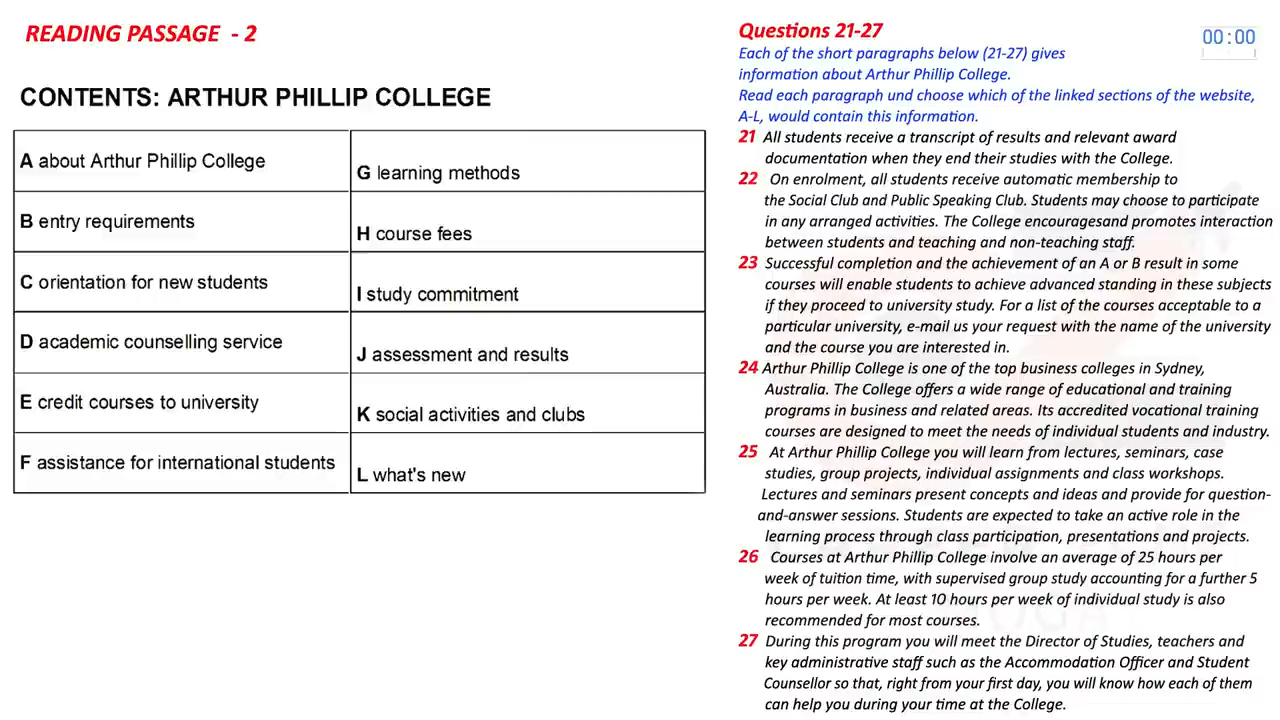 READING PASSAGE - 2
CONTENTS: ARTHUR PHILLIP COLLEGE
A about Arthur Phillip College
B entry requirements
C orientation for new students
D academic counselling service
E credit courses to university
F assistance for international students
G learning methods
H course fees
I study commitment
J assessment and results
K social activities and clubs
L what's new
Questions 21-27
00:00
Each of the short paragraphs below (21-27) gives
information about Arthur Phillip College.
Read each paragraph und choose which of the linked sections of the website,
A-L, would contain this information.
21 All students receive a transcript of results and relevant award
documentation when they end their studies with the College.
22 On enrolment, all students receive automatic membership to
the Social Club and Public Speaking Club. Students may choose to participate
in any arranged activities. The College encouragesand promotes interaction
between students and teaching and non-teaching staff.
23 Successful completion and the achievement of an A or B result in some
courses will enable students to achieve advanced standing in these subjects
if they proceed to university study. For a list of the courses acceptable to a
particular university, e-mail us your request with the name of the university
and the course you are interested in.
24 Arthur Phillip College is one of the top business colleges in Sydney,
Australia. The College offers a wide range of educational and training
programs in business and related areas. Its accredited vocational training
courses are designed to meet the needs of individual students and industry.
25 At Arthur Phillip College you will learn from lectures, seminars, case
studies, group projects, individual assignments and class workshops.
Lectures and seminars present concepts and ideas and provide for question-
and-answer sessions. Students are expected to take an active role in the
learning process through class participation, presentations and projects.
26 Courses at Arthur Phillip College involve an average of 25 hours per
week of tuition time, with supervised group study accounting for a further 5
hours per week. At least 10 hours per week of individual study is also
recommended for most courses.
27 During this program you will meet the Director of Studies, teachers and
key administrative staff such as the Accommodation Officer and Student
Counsellor so that, right from your first day, you will know how each of them
can help you during your time at the College.